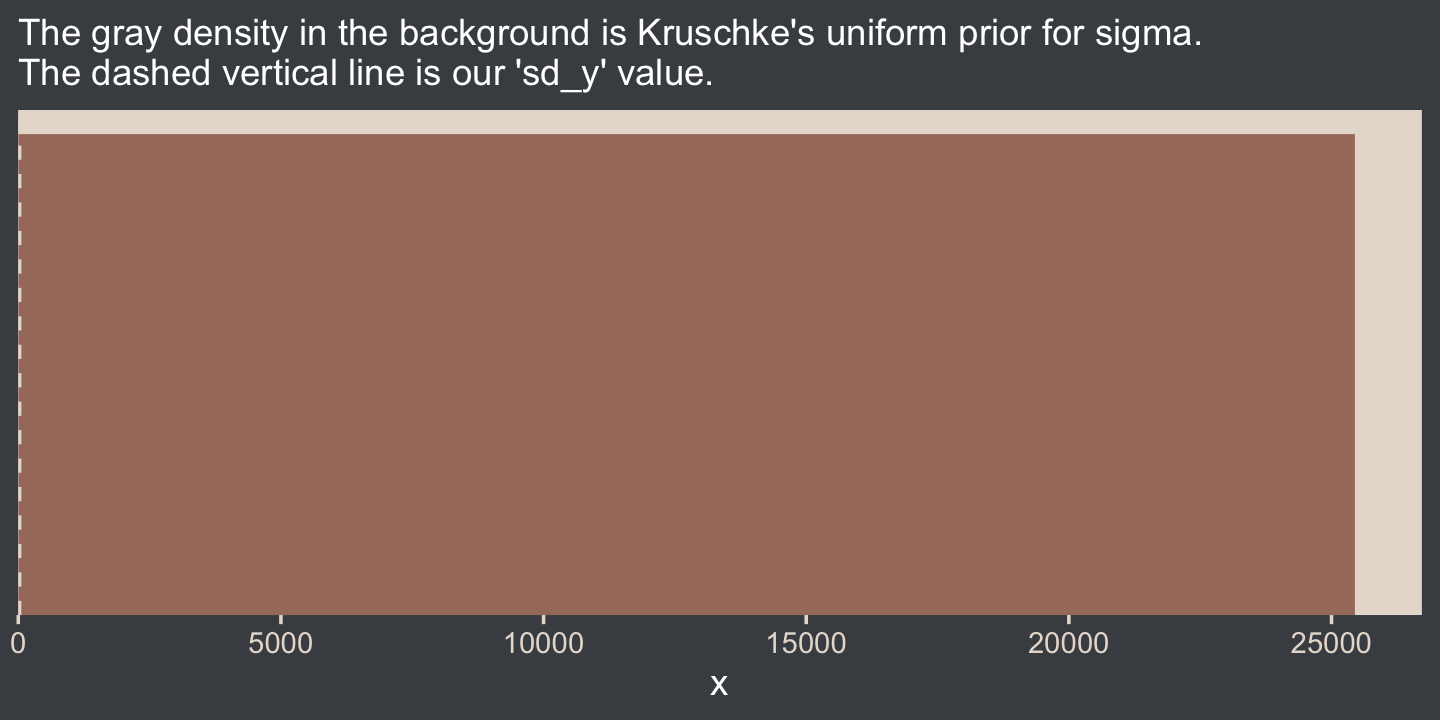 The gray density in the background is Kruschke's uniform prior for sigma.
The dashed vertical line is our 'sd_y' value.
0 5000 10000 15000 20000 25000
x